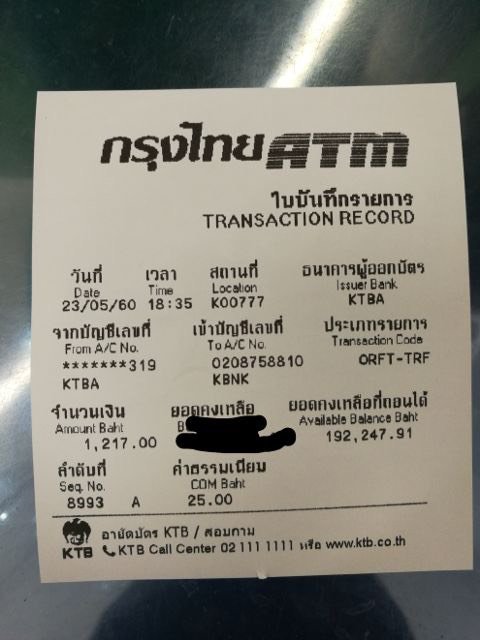 กรุงไทย ATM
ใบบันทึกรายการ
TRANSACTION RECORD
วันที่ เวลา สถานที่ ธนาคารผู้ออกบัตร
Date Time Location Issuer Bank
23/05/60 18:35 K00777 KTBA
จากบัญชีเลขที่ เข้าบัญชีเลขที่ ประเภทรายการ
From A/C No. To A/C No. Transaction Code
*******319 0208758810 ORFT-TRF
KTBA KBNK
จำนวนเงิน ยอดคงเหลือ ยอดคงเหลือที่ถอนได้
Amount Baht Available Balance Baht
1,217.00 192,247.91
ลำดับที่ ค่าธรรมเนียม
Seq. No. COM Baht
8993 A 25.00
KTB อายัดบัตร KTB / สอบถาม
KTB Call Center 02 111 1111 หรือ www.ktb.co.th